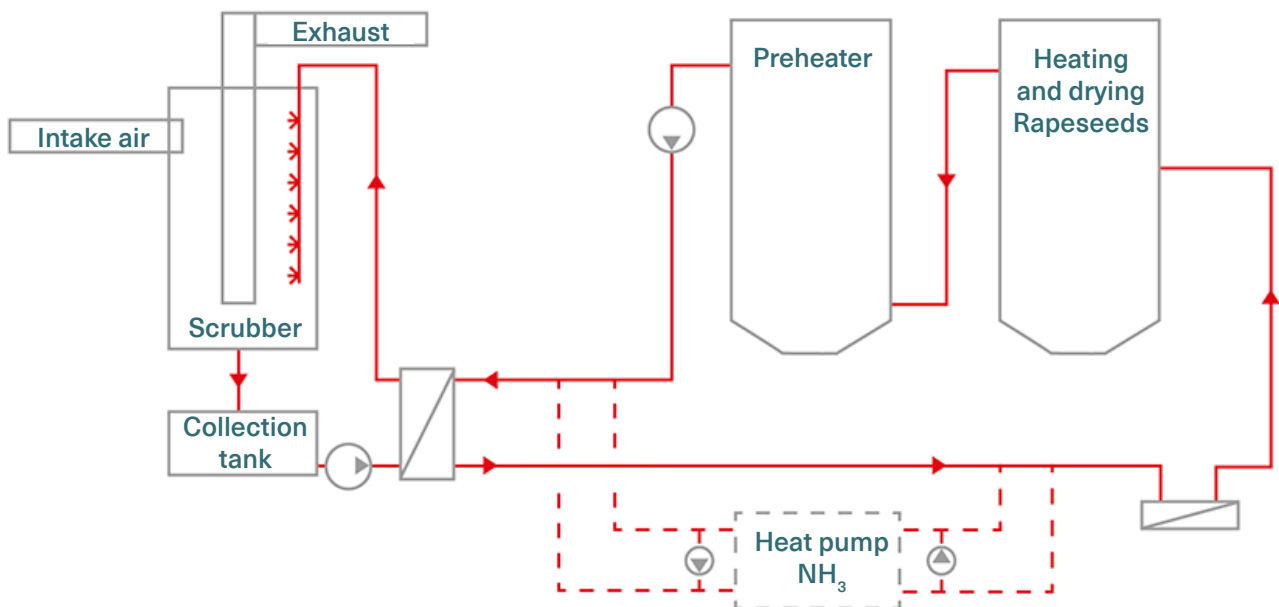 Exhaust
Intake air
Scrubber
Collection
tank
Preheater
Heating
and drying
Rapeseeds
Heat pump
NH₃